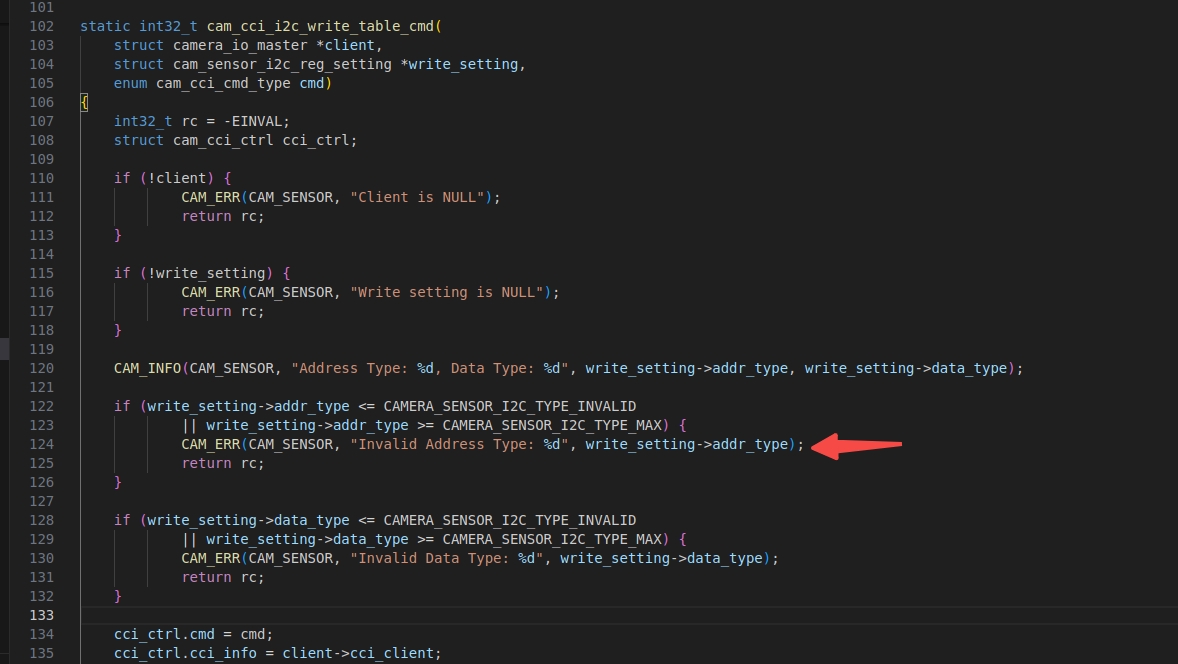 101
102 static int32_t cam_cci_i2c_write_table_cmd(
103     struct camera_io_master *client,
104     struct cam_sensor_i2c_reg_setting *write_setting,
105     enum cam_cci_cmd_type cmd)
106 {
107     int32_t rc = -EINVAL;
108     struct cam_cci_ctrl cci_ctrl;
109
110     if (!client) {
111             CAM_ERR(CAM_SENSOR, "Client is NULL");
112             return rc;
113     }
114
115     if (!write_setting) {
116             CAM_ERR(CAM_SENSOR, "Write setting is NULL");
117             return rc;
118     }
119
120     CAM_INFO(CAM_SENSOR, "Address Type: %d, Data Type: %d", write_setting->addr_type, write_setting->data_type);
121
122     if (write_setting->addr_type <= CAMERA_SENSOR_I2C_TYPE_INVALID
123             || write_setting->addr_type >= CAMERA_SENSOR_I2C_TYPE_MAX) {
124             CAM_ERR(CAM_SENSOR, "Invalid Address Type: %d", write_setting->addr_type);
125             return rc;
126     }
127
128     if (write_setting->data_type <= CAMERA_SENSOR_I2C_TYPE_INVALID
129             || write_setting->data_type >= CAMERA_SENSOR_I2C_TYPE_MAX) {
130             CAM_ERR(CAM_SENSOR, "Invalid Data Type: %d", write_setting->data_type);
131             return rc;
132     }
133
134     cci_ctrl.cmd = cmd;
135     cci_ctrl.cci_info = client->cci_client;